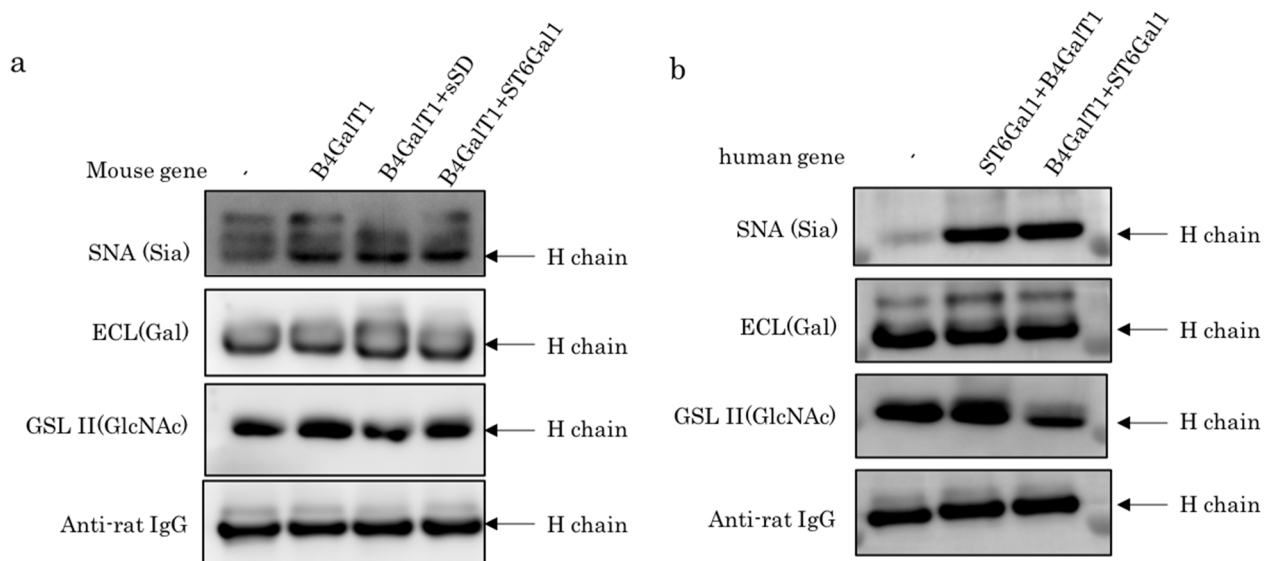 a
Mouse gene
-
B4GalT1
B4GalT1+sSD
B4GalT1+ST6Gal1
SNA (Sia)
H chain
ECL(Gal)
H chain
GSL II(GlcNAc)
H chain
Anti-rat IgG
H chain
b
human gene
-
ST6Gal1+B4GalT1
B4GalT1+ST6Gal1
SNA (Sia)
H chain
ECL(Gal)
H chain
GSL II(GlcNAc)
H chain
Anti-rat IgG
H chain